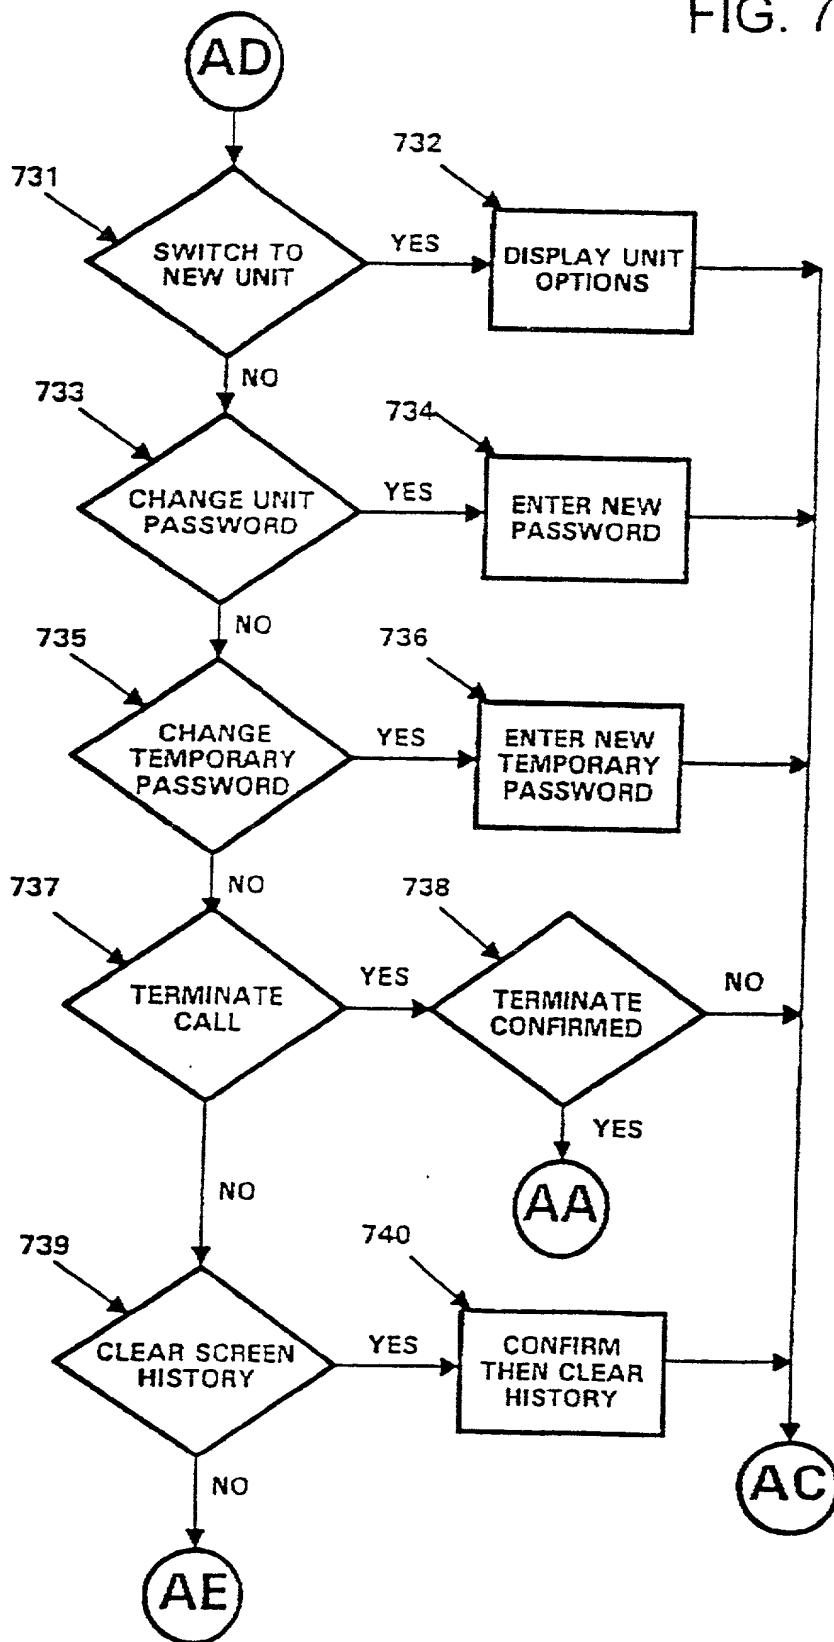 FIG. 7
AD
731
732
SWITCH TO
NEW UNIT
YES
DISPLAY UNIT
OPTIONS
NO
733
734
CHANGE UNIT
PASSWORD
YES
ENTER NEW
PASSWORD
NO
735
736
CHANGE
TEMPORARY
PASSWORD
YES
ENTER NEW
TEMPORARY
PASSWORD
NO
737
738
TERMINATE
CALL
YES
TERMINATE
CONFIRMED
NO
YES
AA
NO
739
740
CLEAR SCREEN
HISTORY
YES
CONFIRM
THEN CLEAR
HISTORY
NO
AC
AE